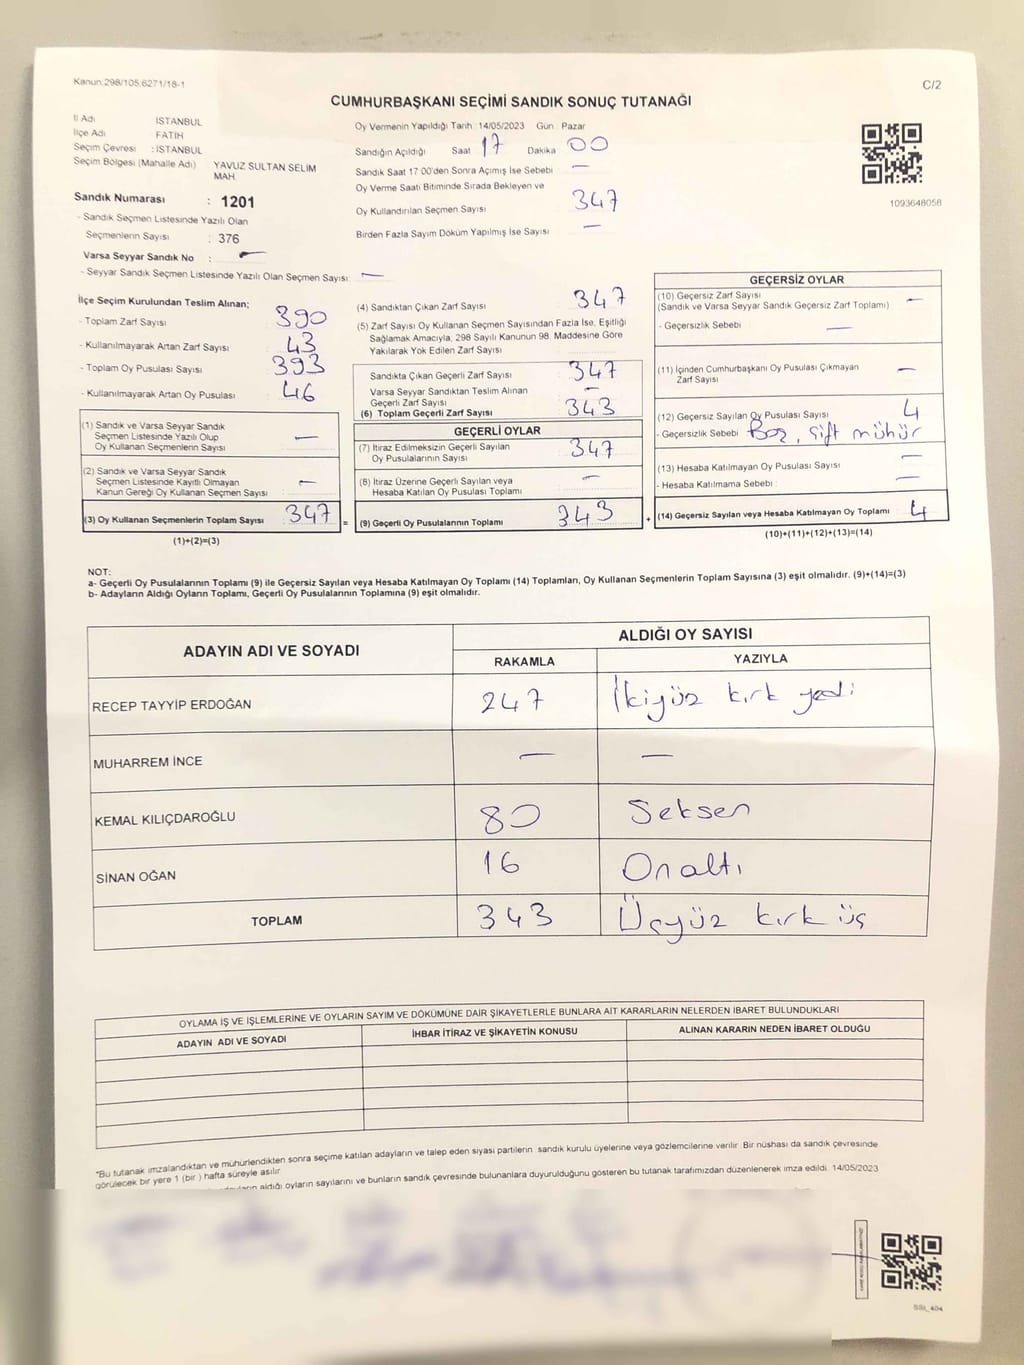 Kanun:298/105,6271/18-1
C/2
CUMHURBAŞKANI SEÇİMİ SANDIK SONUÇ TUTANAĞI
İl Adı : İSTANBUL
İlçe Adı : FATİH
Seçim Çevresi : İSTANBUL
Seçim Bölgesi (Mahalle Adı) YAVUZ SULTAN SELİM MAH.
Sandık Numarası : 1201
- Sandık Seçmen Listesinde Yazılı Olan
Seçmenlerin Sayısı : 376
Varsa Seyyar Sandık No : —
- Seyyar Sandık Seçmen Listesinde Yazılı Olan Seçmen Sayısı: —
Oy Vermenin Yapıldığı Tarih: 14/05/2023 Gün: Pazar
Sandığın Açıldığı Saat 17 Dakika 00
Sandık Saat 17.00'den Sonra Açımış İse Sebebi —
Oy Verme Saati Bitiminde Sırada Bekleyen ve
Oy Kullandırılan Seçmen Sayısı 347
Birden Fazla Sayım Döküm Yapılmış İse Sayısı —
1093648058
İlçe Seçim Kurulundan Teslim Alınan;
- Toplam Zarf Sayısı 390
- Kullanılmayarak Artan Zarf Sayısı 43
- Toplam Oy Pusulası Sayısı 393
- Kullanılmayarak Artan Oy Pusulası 46
(1) Sandık ve Varsa Seyyar Sandık
Seçmen Listesinde Yazılı Olup
Oy Kullanan Seçmenlerin Sayısı —
(2) Sandık ve Varsa Seyyar Sandık
Seçmen Listesinde Kayıtlı Olmayan
Kanun Gereği Oy Kullanan Seçmen Sayısı —
(3) Oy Kullanan Seçmenlerin Toplam Sayısı 347 =
(1)+(2)=(3)
(4) Sandıktan Çıkan Zarf Sayısı 347
(5) Zarf Sayısı Oy Kullanan Seçmen Sayısından Fazla İse, Eşitliği
Sağlamak Amacıyla, 298 Sayılı Kanunun 98. Maddesine Göre
Yakılarak Yok Edilen Zarf Sayısı
Sandıkta Çıkan Geçerli Zarf Sayısı 347
Varsa Seyyar Sandıktan Teslim Alınan
Geçerli Zarf Sayısı —
(6) Toplam Geçerli Zarf Sayısı 343
GEÇERLİ OYLAR
(7) İtiraz Edilmeksizin Geçerli Sayılan
Oy Pusulalarının Sayısı 347
(8) İtiraz Üzerine Geçerli Sayılan veya
Hesaba Katılan Oy Pusulası Toplamı —
(9) Geçerli Oy Pusulalarının Toplamı 343 +
GEÇERSİZ OYLAR
(10) Geçersiz Zarf Sayısı —
(Sandık ve Varsa Seyyar Sandık Geçersiz Zarf Toplamı)
- Geçersizlik Sebebi —
(11) İçinden Cumhurbaşkanı Oy Pusulası Çıkmayan
Zarf Sayısı —
(12) Geçersiz Sayılan Oy Pusulası Sayısı 4
- Geçersizlik Sebebi Boş, çift mühür
(13) Hesaba Katılmayan Oy Pusulası Sayısı —
- Hesaba Katılmama Sebebi : —
(14) Geçersiz Sayılan veya Hesaba Katılmayan Oy Toplamı 4
(10)+(11)+(12)+(13)=(14)
NOT:
a- Geçerli Oy Pusulalarının Toplamı (9) ile Geçersiz Sayılan veya Hesaba Katılmayan Oy Toplamı (14) Toplamları, Oy Kullanan Seçmenlerin Toplam Sayısına (3) eşit olmalıdır. (9)+(14)=(3)
b- Adayların Aldığı Oyların Toplamı, Geçerli Oy Pusulalarının Toplamına (9) eşit olmalıdır.
ADAYIN ADI VE SOYADI ALDIĞI OY SAYISI
RAKAMLA YAZIYLA
RECEP TAYYİP ERDOĞAN 247 İkiyüz kırk yedi
MUHARREM İNCE — —
KEMAL KILIÇDAROĞLU 80 Seksen
SİNAN OĞAN 16 Onaltı
TOPLAM 343 Üçyüz kırk üç
OYLAMA İŞ VE İŞLEMLERİNE VE OYLARIN SAYIM VE DÖKÜMÜNE DAİR ŞİKAYETLERLE BUNLARA AİT KARARLARIN NELERDEN İBARET BULUNDUKLARI
ADAYIN ADI VE SOYADI İHBAR İTİRAZ VE ŞİKAYETİN KONUSU ALINAN KARARIN NEDEN İBARET OLDUĞU
*Bu tutanak imzalandıktan ve mühürlendikten sonra seçime katılan adayların ve talep eden siyasi partilerin sandık kurulu üyelerine veya gözlemcilerine verilir. Bir nüshası da sandık çevresinde
görülecek bir yere 1 (bir ) hafta süreyle asılır.
aldığı oyların sayılarını ve bunların sandık çevresinde bulunanlara duyurulduğunu gösteren bu tutanak tarafımızdan düzenlenerek imza edildi. 14/05/2023
SSI_404